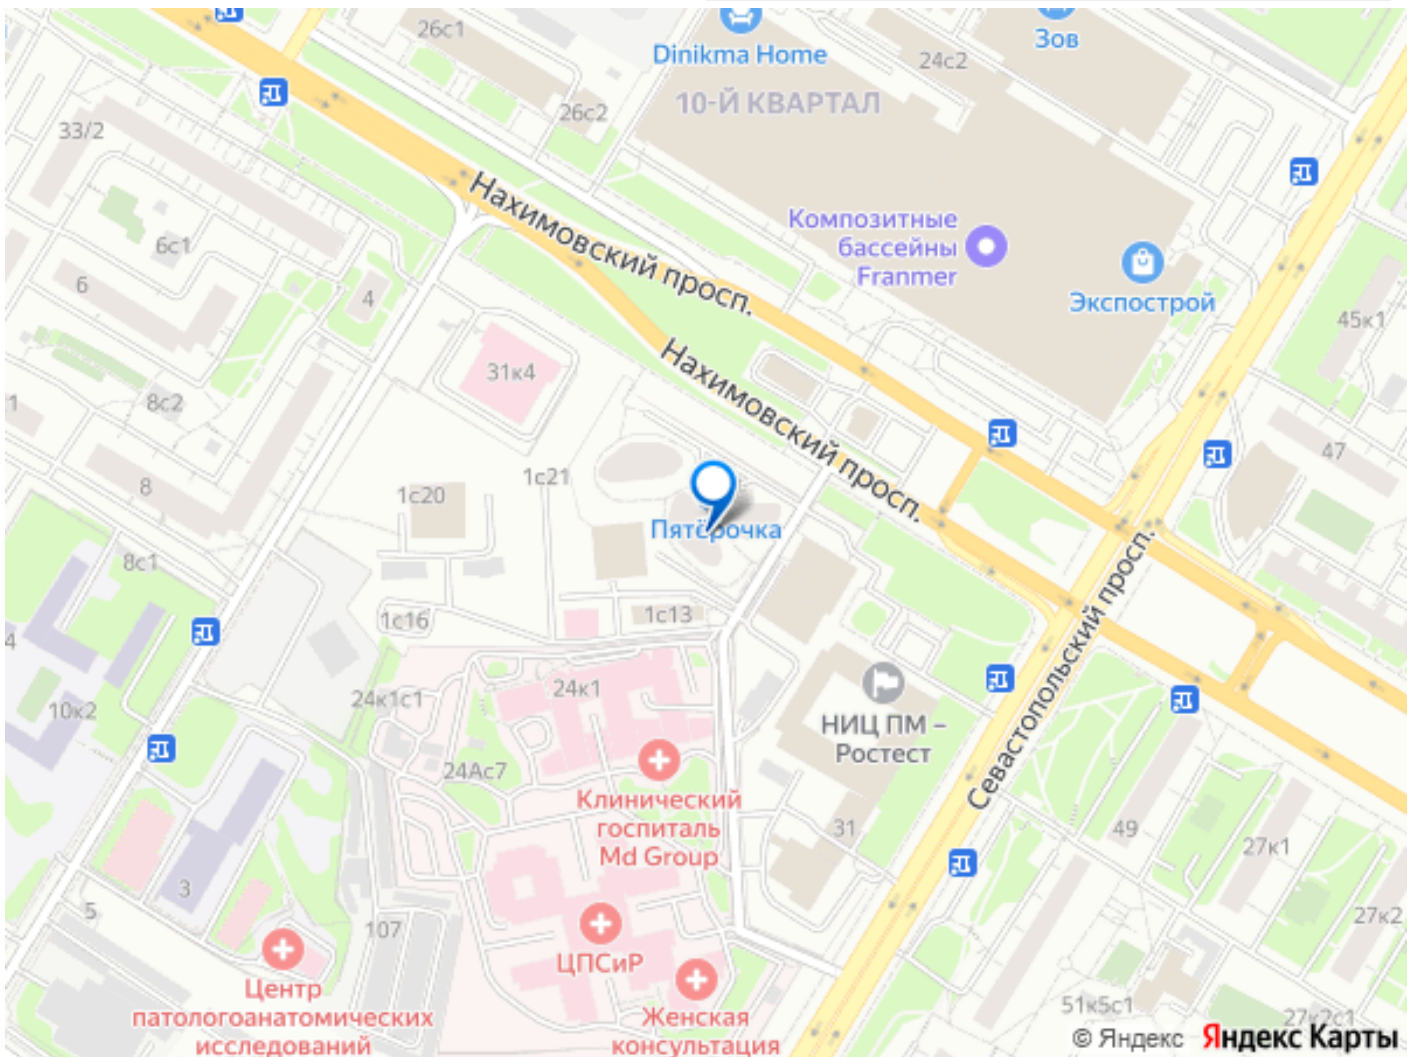 26с1
Dinikma Home
Зов
24с2
10-Й КВАРТАЛ
26с2
33/2
Нахимовский просп.
Композитные
бассейны
Franmer
6с1
6
4
Экспострой
45к1
31к4
Нахимовский просп.
1
8с2
47
8
1с20
1с21
Пятёрочка
8с1
Севастопольский просп.
1с16
1с13
4
24к1
24к1с1
10к2
НИЦ ПМ –
Ростест
24Ас7
Клинический
госпиталь
Md Group
31
49
27к1
3
5
107
27к2
ЦПСиР
Центр
патологоанатомических
исследований
Женская
консультация
51к5с1
27к2с1
© Яндекс Яндекс Карты